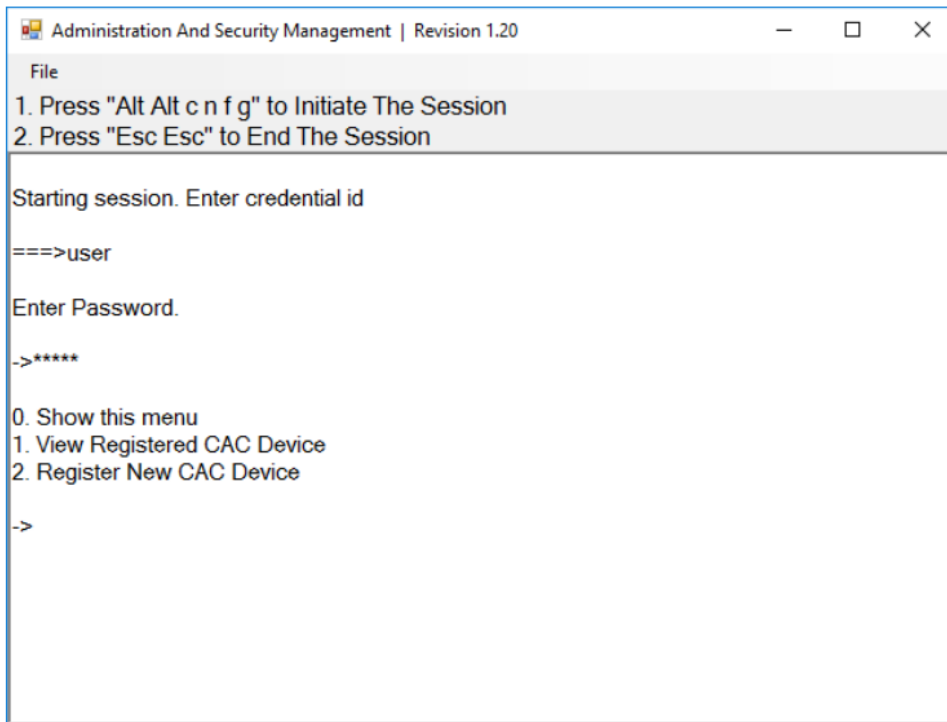 Administration And Security Management | Revision 1.20
File
1. Press "Alt Alt c n f g" to Initiate The Session
2. Press "Esc Esc" to End The Session
Starting session. Enter credential id
===>user
Enter Password.
->*****
0. Show this menu
1. View Registered CAC Device
2. Register New CAC Device
->